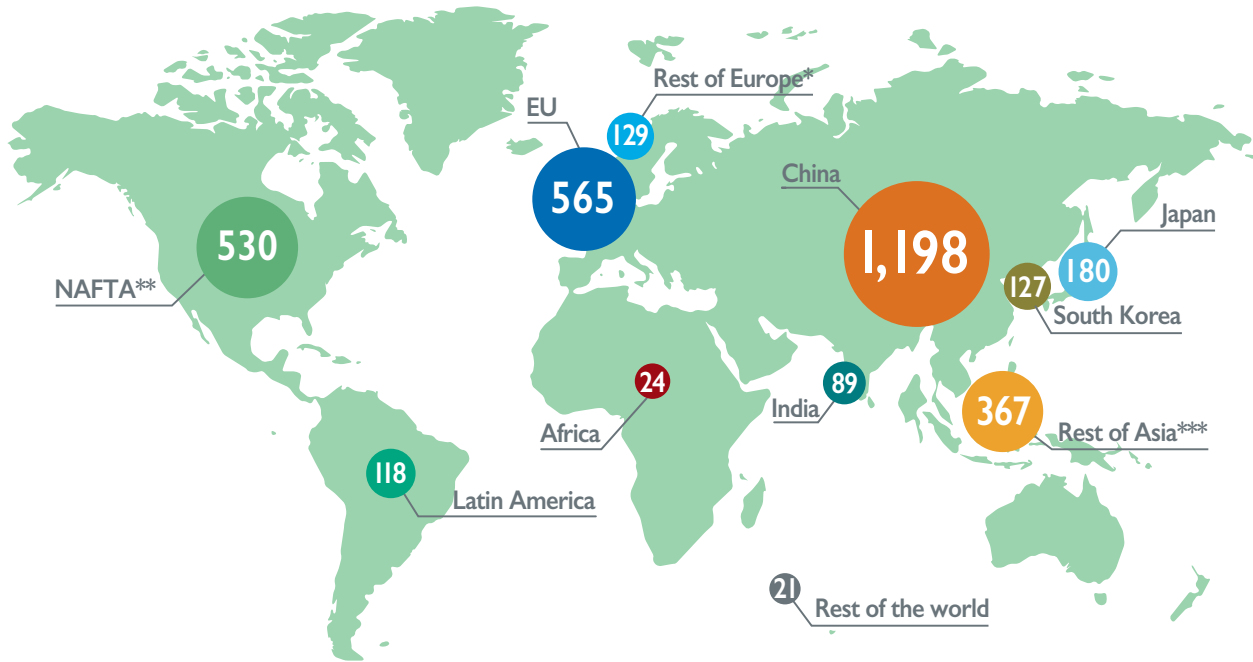 Rest of Europe*
EU
129
China
565
Japan
530
1,198
180
NAFTA**
127
South Korea
24
89
India
367
Africa
Rest of Asia***
118
Latin America
21
Rest of the world